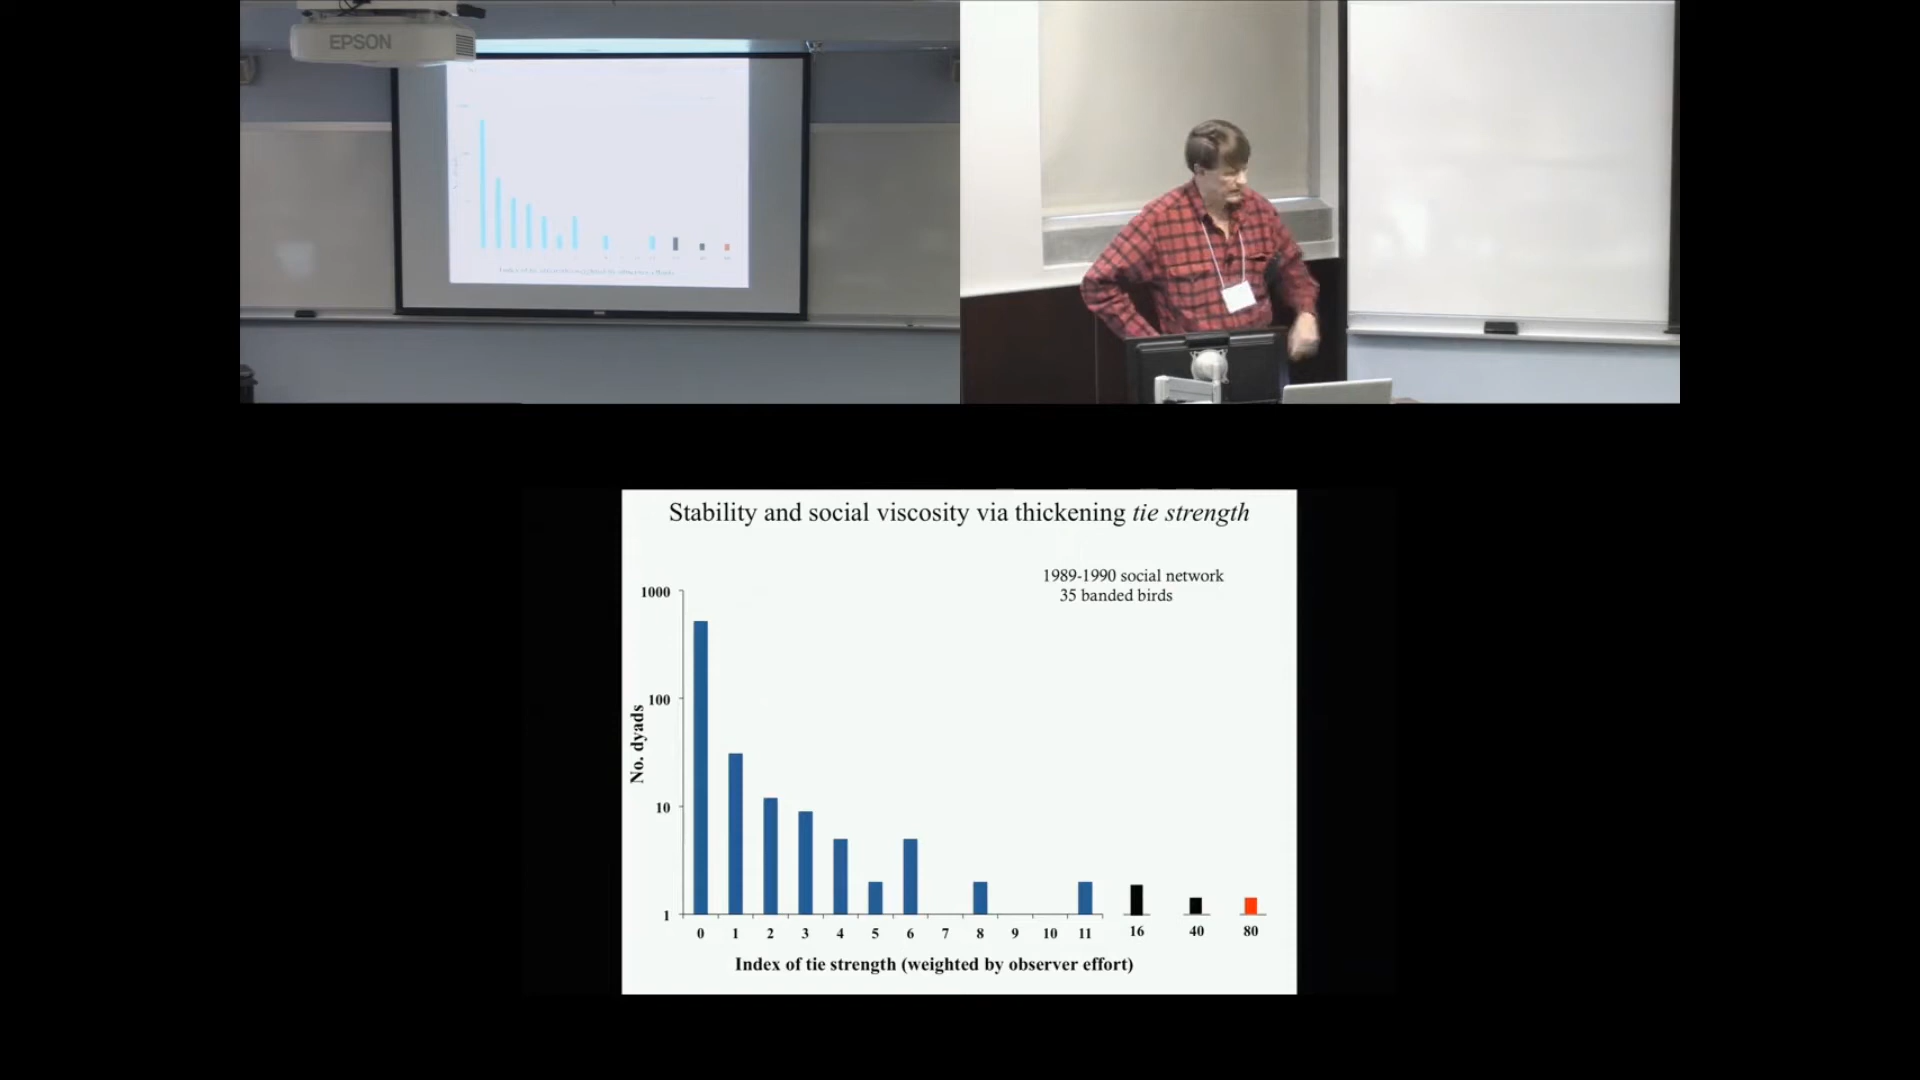 EPSON
Stability and social viscosity via thickening tie strength
1989-1990 social network
35 banded birds
1000
100
10
1
No. dyads
0 1 2 3 4 5 6 7 8 9 10 11 16 40 80
Index of tie strength (weighted by observer effort)